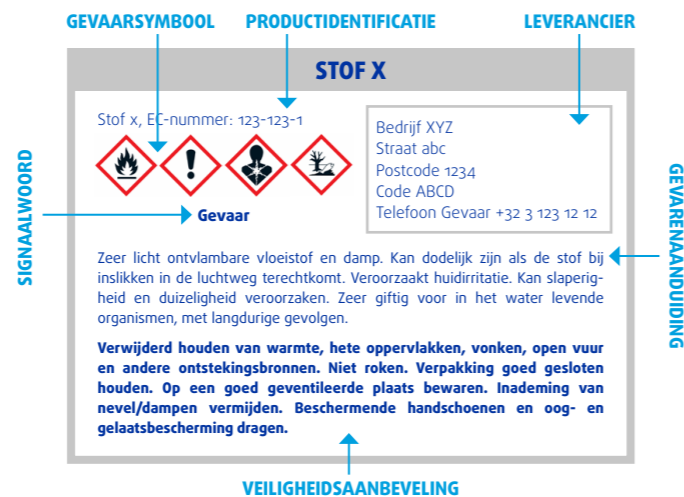 GEVAARSYMBOOL PRODUCTIDENTIFICATIE LEVERANCIER
STOF X
Stof x, EC-nummer: 123-123-1
Bedrijf XYZ
Straat abc
Postcode 1234
Code ABCD
Telefoon Gevaar +32 3 123 12 12
SIGNAALWOORD
Gevaar
GEVARENAANDUIDING
Zeer licht ontvlambare vloeistof en damp. Kan dodelijk zijn als de stof bij
inslikken in de luchtweg terechtkomt. Veroorzaakt huidirritatie. Kan slaperig-
heid en duizeligheid veroorzaken. Zeer giftig voor in het water levende
organismen, met langdurige gevolgen.
Verwijderd houden van warmte, hete oppervlakken, vonken, open vuur
en andere ontstekingsbronnen. Niet roken. Verpakking goed gesloten
houden. Op een goed geventileerde plaats bewaren. Inademing van
nevel/dampen vermijden. Beschermende handschoenen en oog- en
gelaatsbescherming dragen.
VEILIGHEIDSAANBEVELING